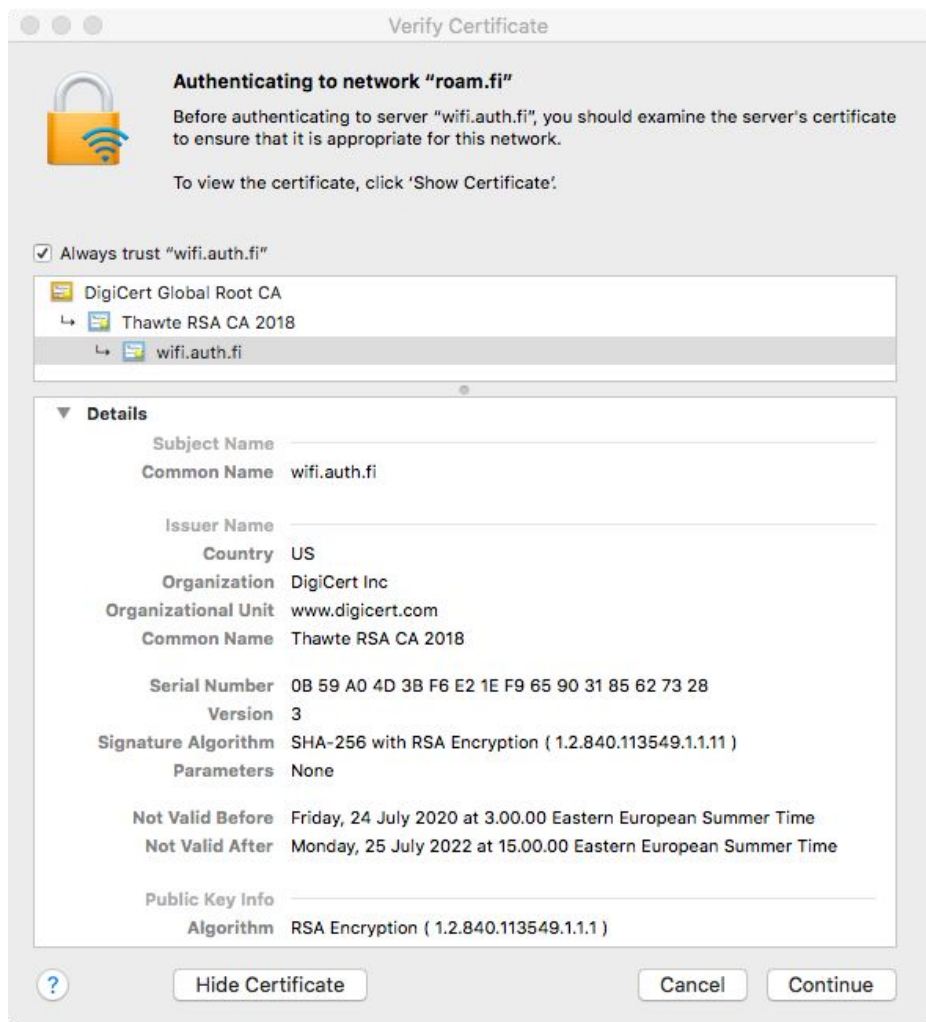 Verify Certificate
Authenticating to network “roam.fi”
Before authenticating to server “wifi.auth.fi”, you should examine the server's certificate
to ensure that it is appropriate for this network.
To view the certificate, click ‘Show Certificate’.
Always trust “wifi.auth.fi”
DigiCert Global Root CA
Thawte RSA CA 2018
wifi.auth.fi
Details
Subject Name
Common Name wifi.auth.fi
Issuer Name
Country US
Organization DigiCert Inc
Organizational Unit www.digicert.com
Common Name Thawte RSA CA 2018
Serial Number 0B 59 A0 4D 3B F6 E2 1E F9 65 90 31 85 62 73 28
Version 3
Signature Algorithm SHA-256 with RSA Encryption ( 1.2.840.113549.1.1.11 )
Parameters None
Not Valid Before Friday, 24 July 2020 at 3.00.00 Eastern European Summer Time
Not Valid After Monday, 25 July 2022 at 15.00.00 Eastern European Summer Time
Public Key Info
Algorithm RSA Encryption ( 1.2.840.113549.1.1.1 )
? Hide Certificate Cancel Continue